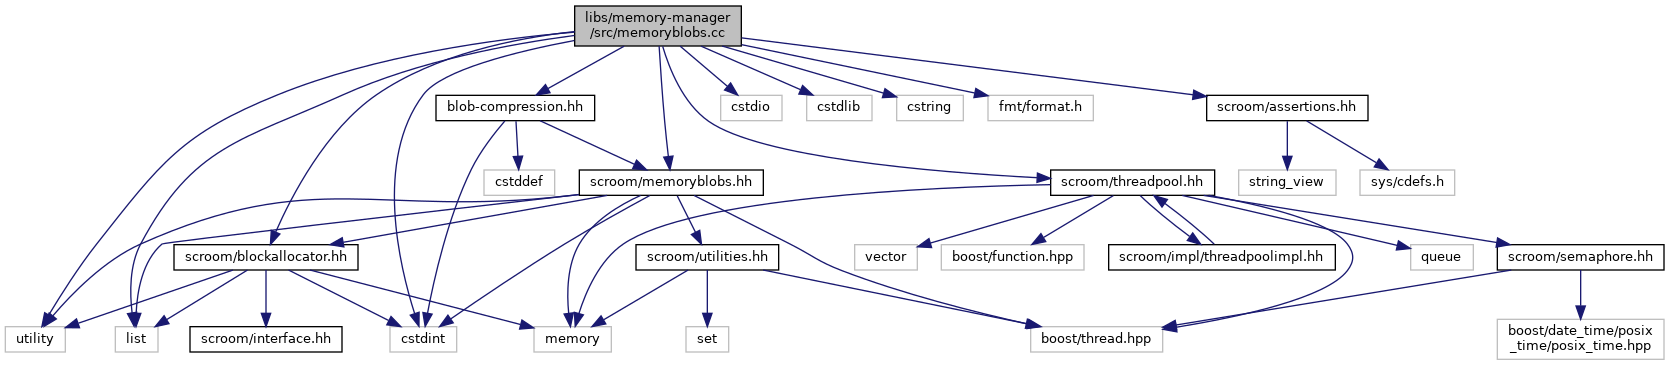 libs/memory-manager
/src/memoryblobs.cc
blob-compression.hh
cstdio
cstdlib
cstring
fmt/format.h
scroom/assertions.hh
cstddef
scroom/memoryblobs.hh
scroom/threadpool.hh
string_view
sys/cdefs.h
scroom/blockallocator.hh
scroom/utilities.hh
vector
boost/function.hpp
scroom/impl/threadpoolimpl.hh
queue
scroom/semaphore.hh
utility
list
scroom/interface.hh
cstdint
memory
set
boost/thread.hpp
boost/date_time/posix
_time/posix_time.hpp